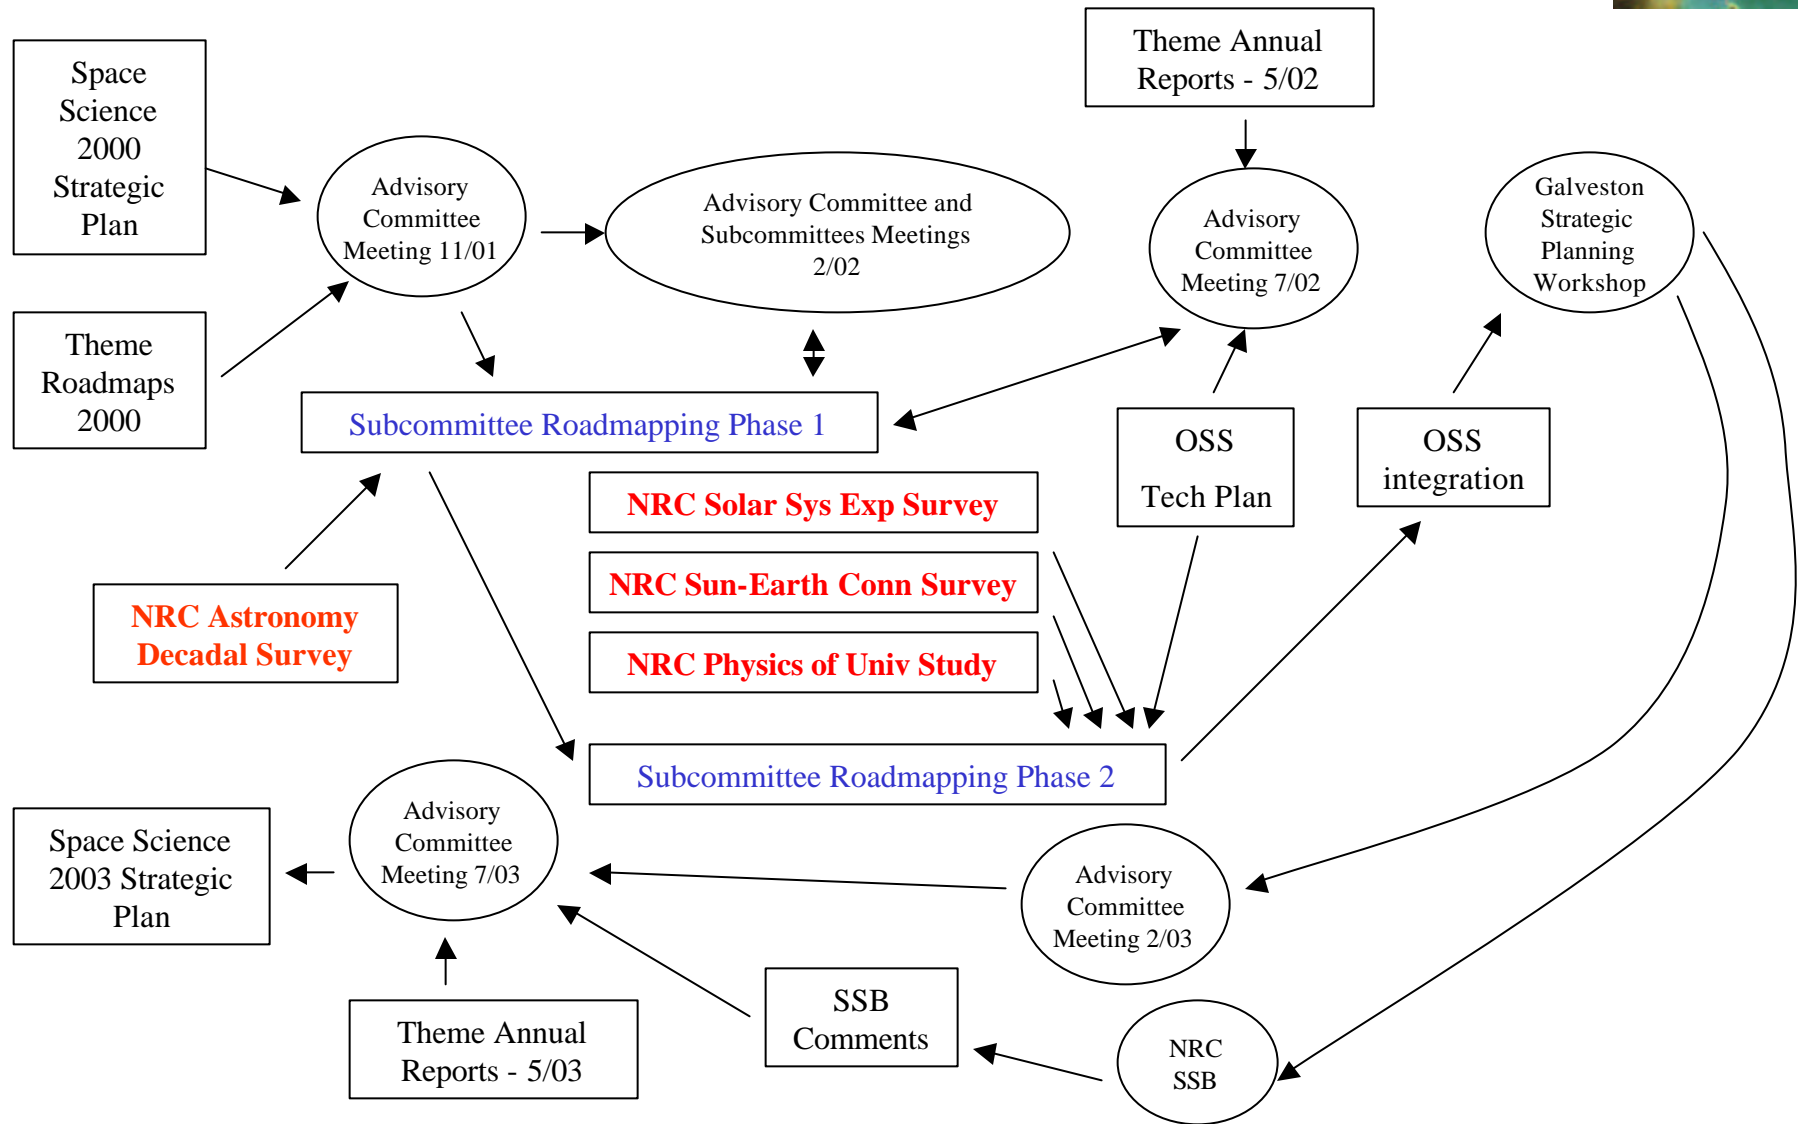 Space
Science
2000
Strategic
Plan
Theme Annual
Reports - 5/02
Advisory
Committee
Meeting 11/01
Advisory Committee and
Subcommittees Meetings
2/02
Advisory
Committee
Meeting 7/02
Galveston
Strategic
Planning
Workshop
Theme
Roadmaps
2000
Subcommittee Roadmapping Phase 1
OSS
Tech Plan
OSS
integration
NRC Solar Sys Exp Survey
NRC Sun-Earth Conn Survey
NRC Physics of Univ Study
NRC Astronomy
Decadal Survey
Subcommittee Roadmapping Phase 2
Space Science
2003 Strategic
Plan
Advisory
Committee
Meeting 7/03
Advisory
Committee
Meeting 2/03
Theme Annual
Reports - 5/03
SSB
Comments
NRC
SSB